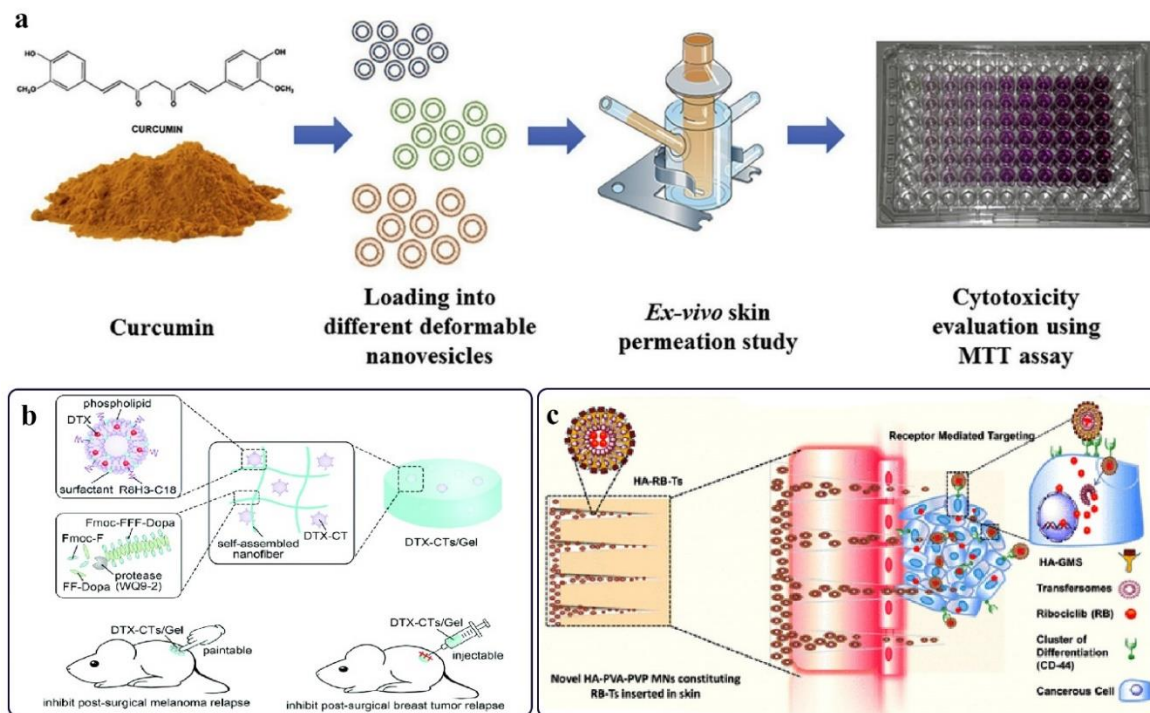 a
HO
OH
CH₃O
OCH₃
O
O
CURCUMIN
Curcumin
Loading into
different deformable
nanovesicles
Ex-vivo skin
permeation study
Cytotoxicity
evaluation using
MTT assay
b
phospholipid
DTX
surfactant R8H3-C18
Fmoc-FFF-Dopa
Fmoc-F
protease
(WQ9-2)
FF-Dopa
self-assembled
nanofiber
DTX-CT
DTX-CTs/Gel
DTX-CTs/Gel
paintable
inhibit post-surgical melanoma relapse
DTX-CTs/Gel
injectable
inhibit post-surgical breast tumor relapse
c
HA-RB-Ts
Novel HA-PVA-PVP MNs constituting
RB-Ts inserted in skin
Receptor Mediated Targeting
HA-GMS
Transfersomes
Ribociclib (RB)
Cluster of
Differentiation
(CD-44)
Cancerous Cell